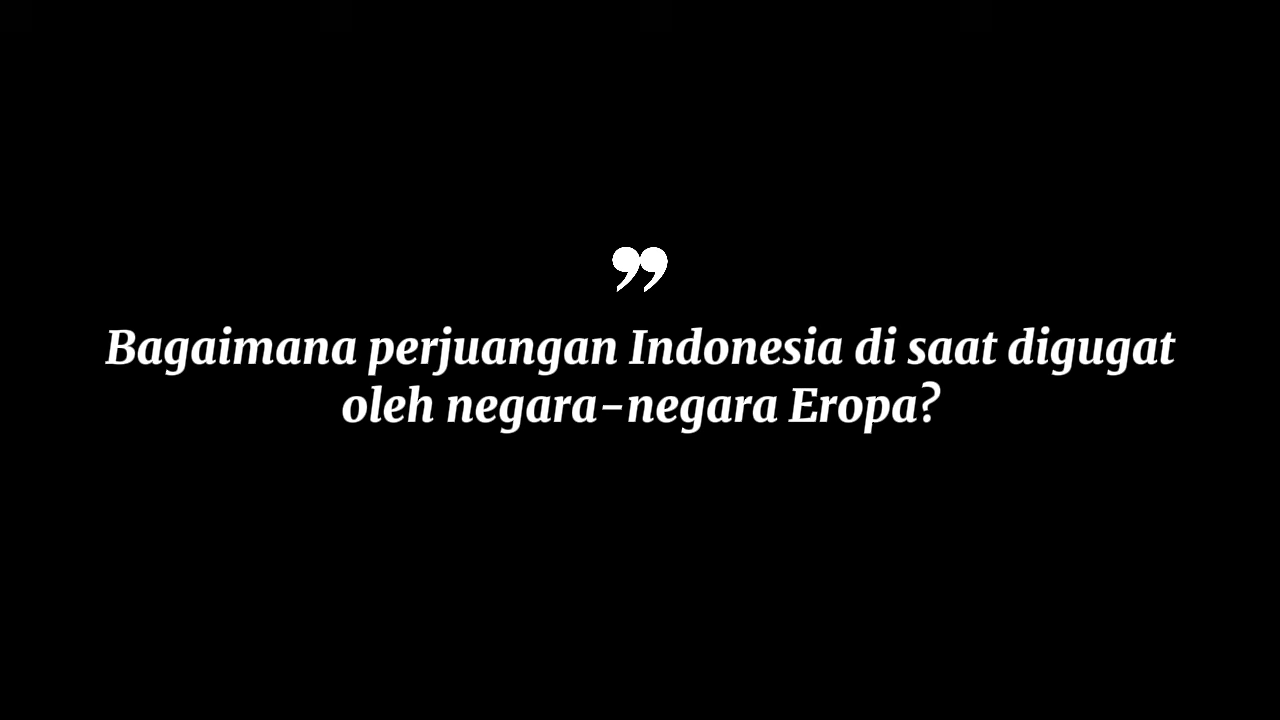 ”
Bagaimana perjuangan Indonesia di saat digugat
oleh negara-negara Eropa?